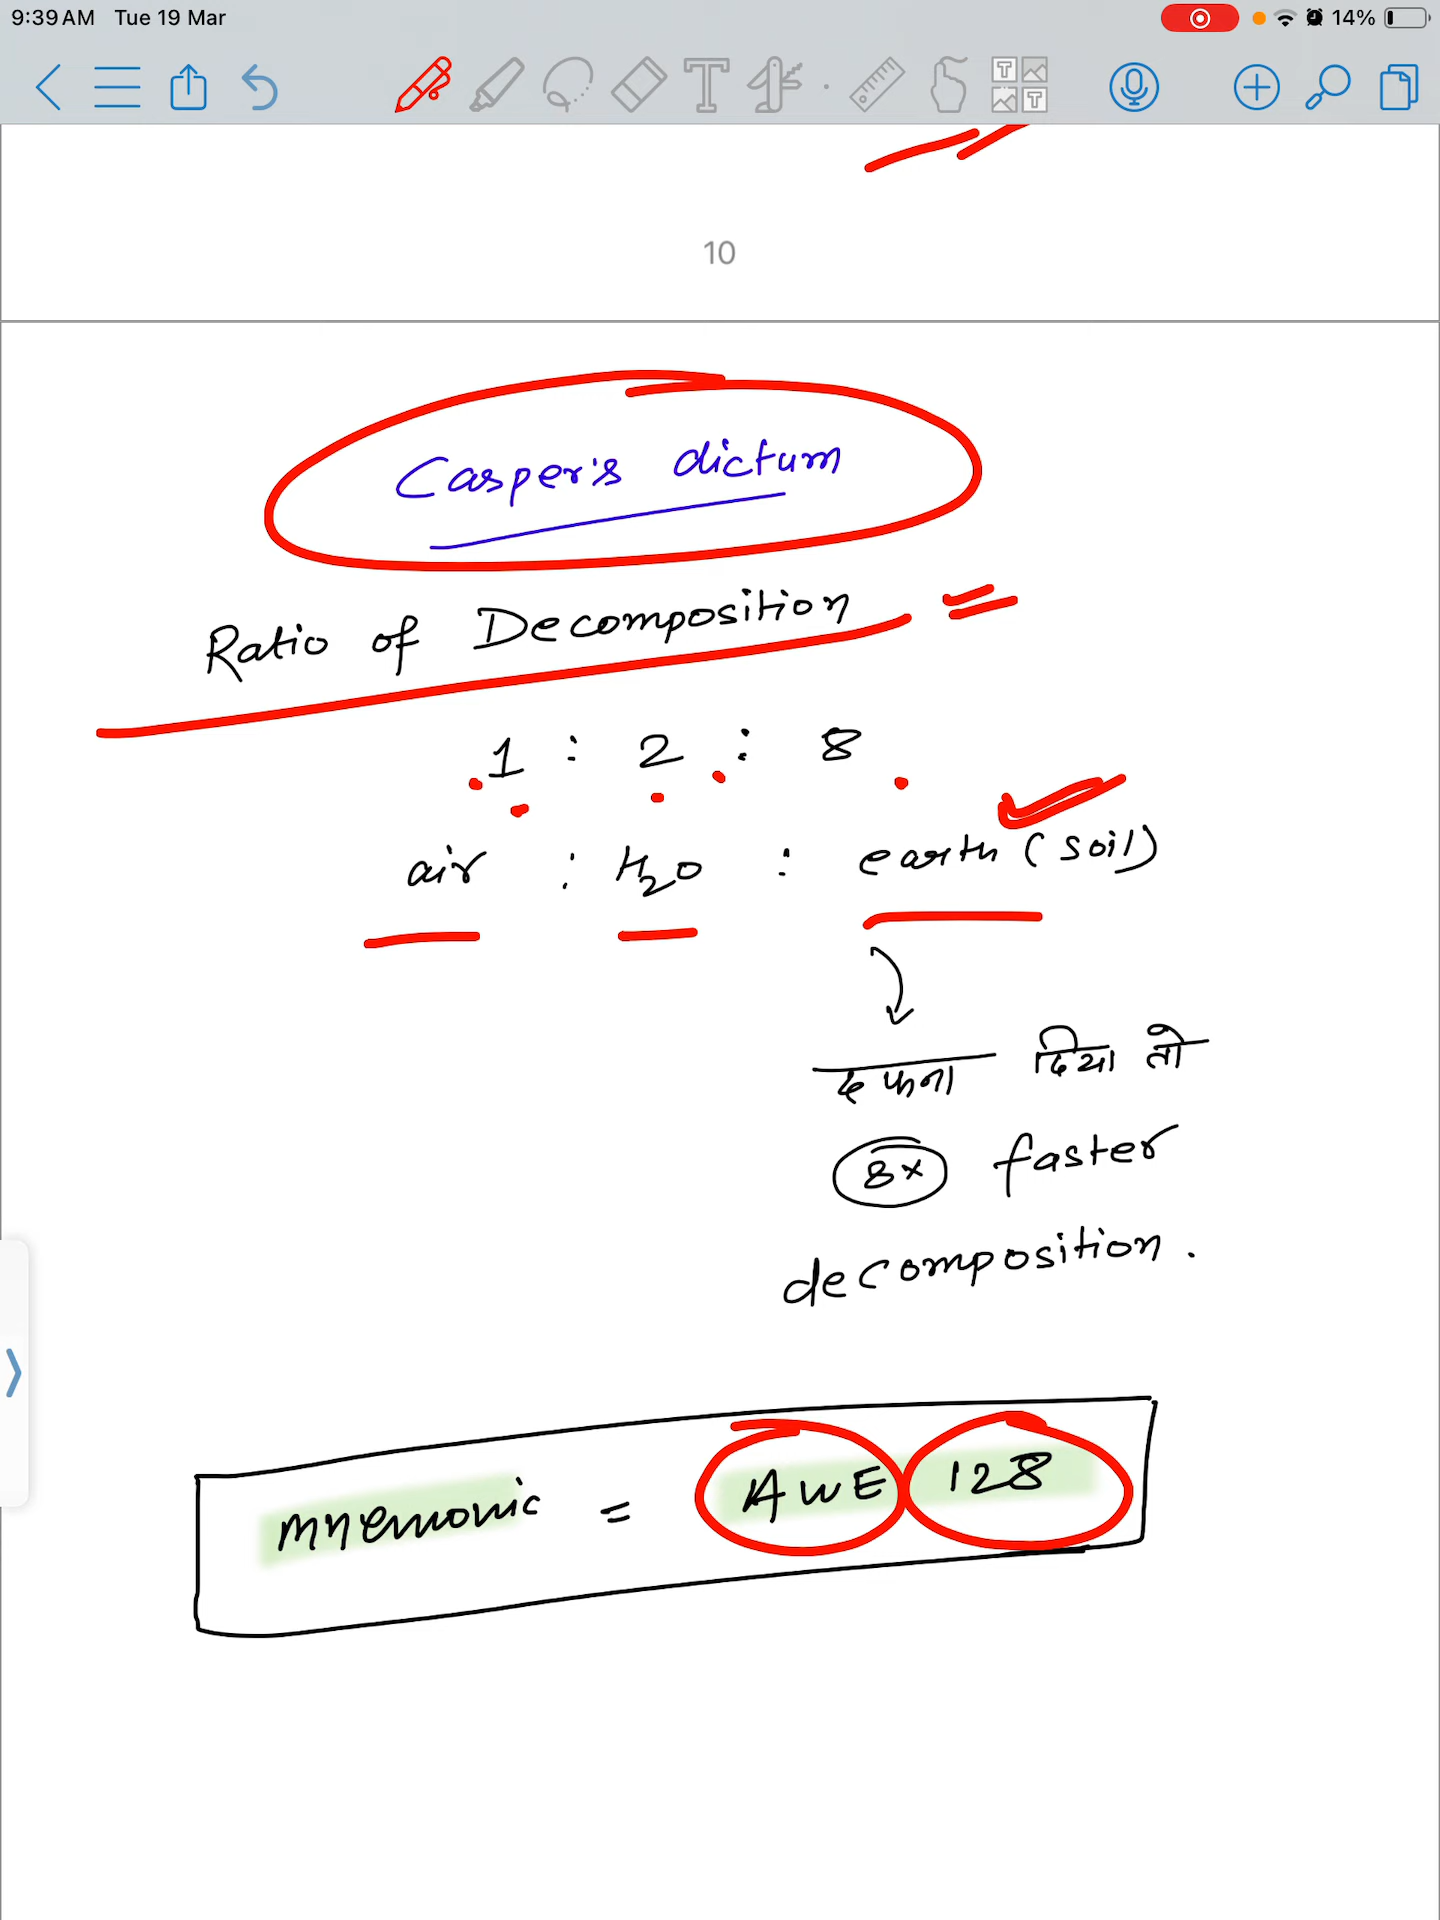 9:39 AM Tue 19 Mar 14%
10
Casper's dictum
Ratio of Decomposition =
1 : 2 : 8
air : H2O : earth (soil)
दफना दिया तो
8x faster
decomposition.
mnemonic = AWE 128